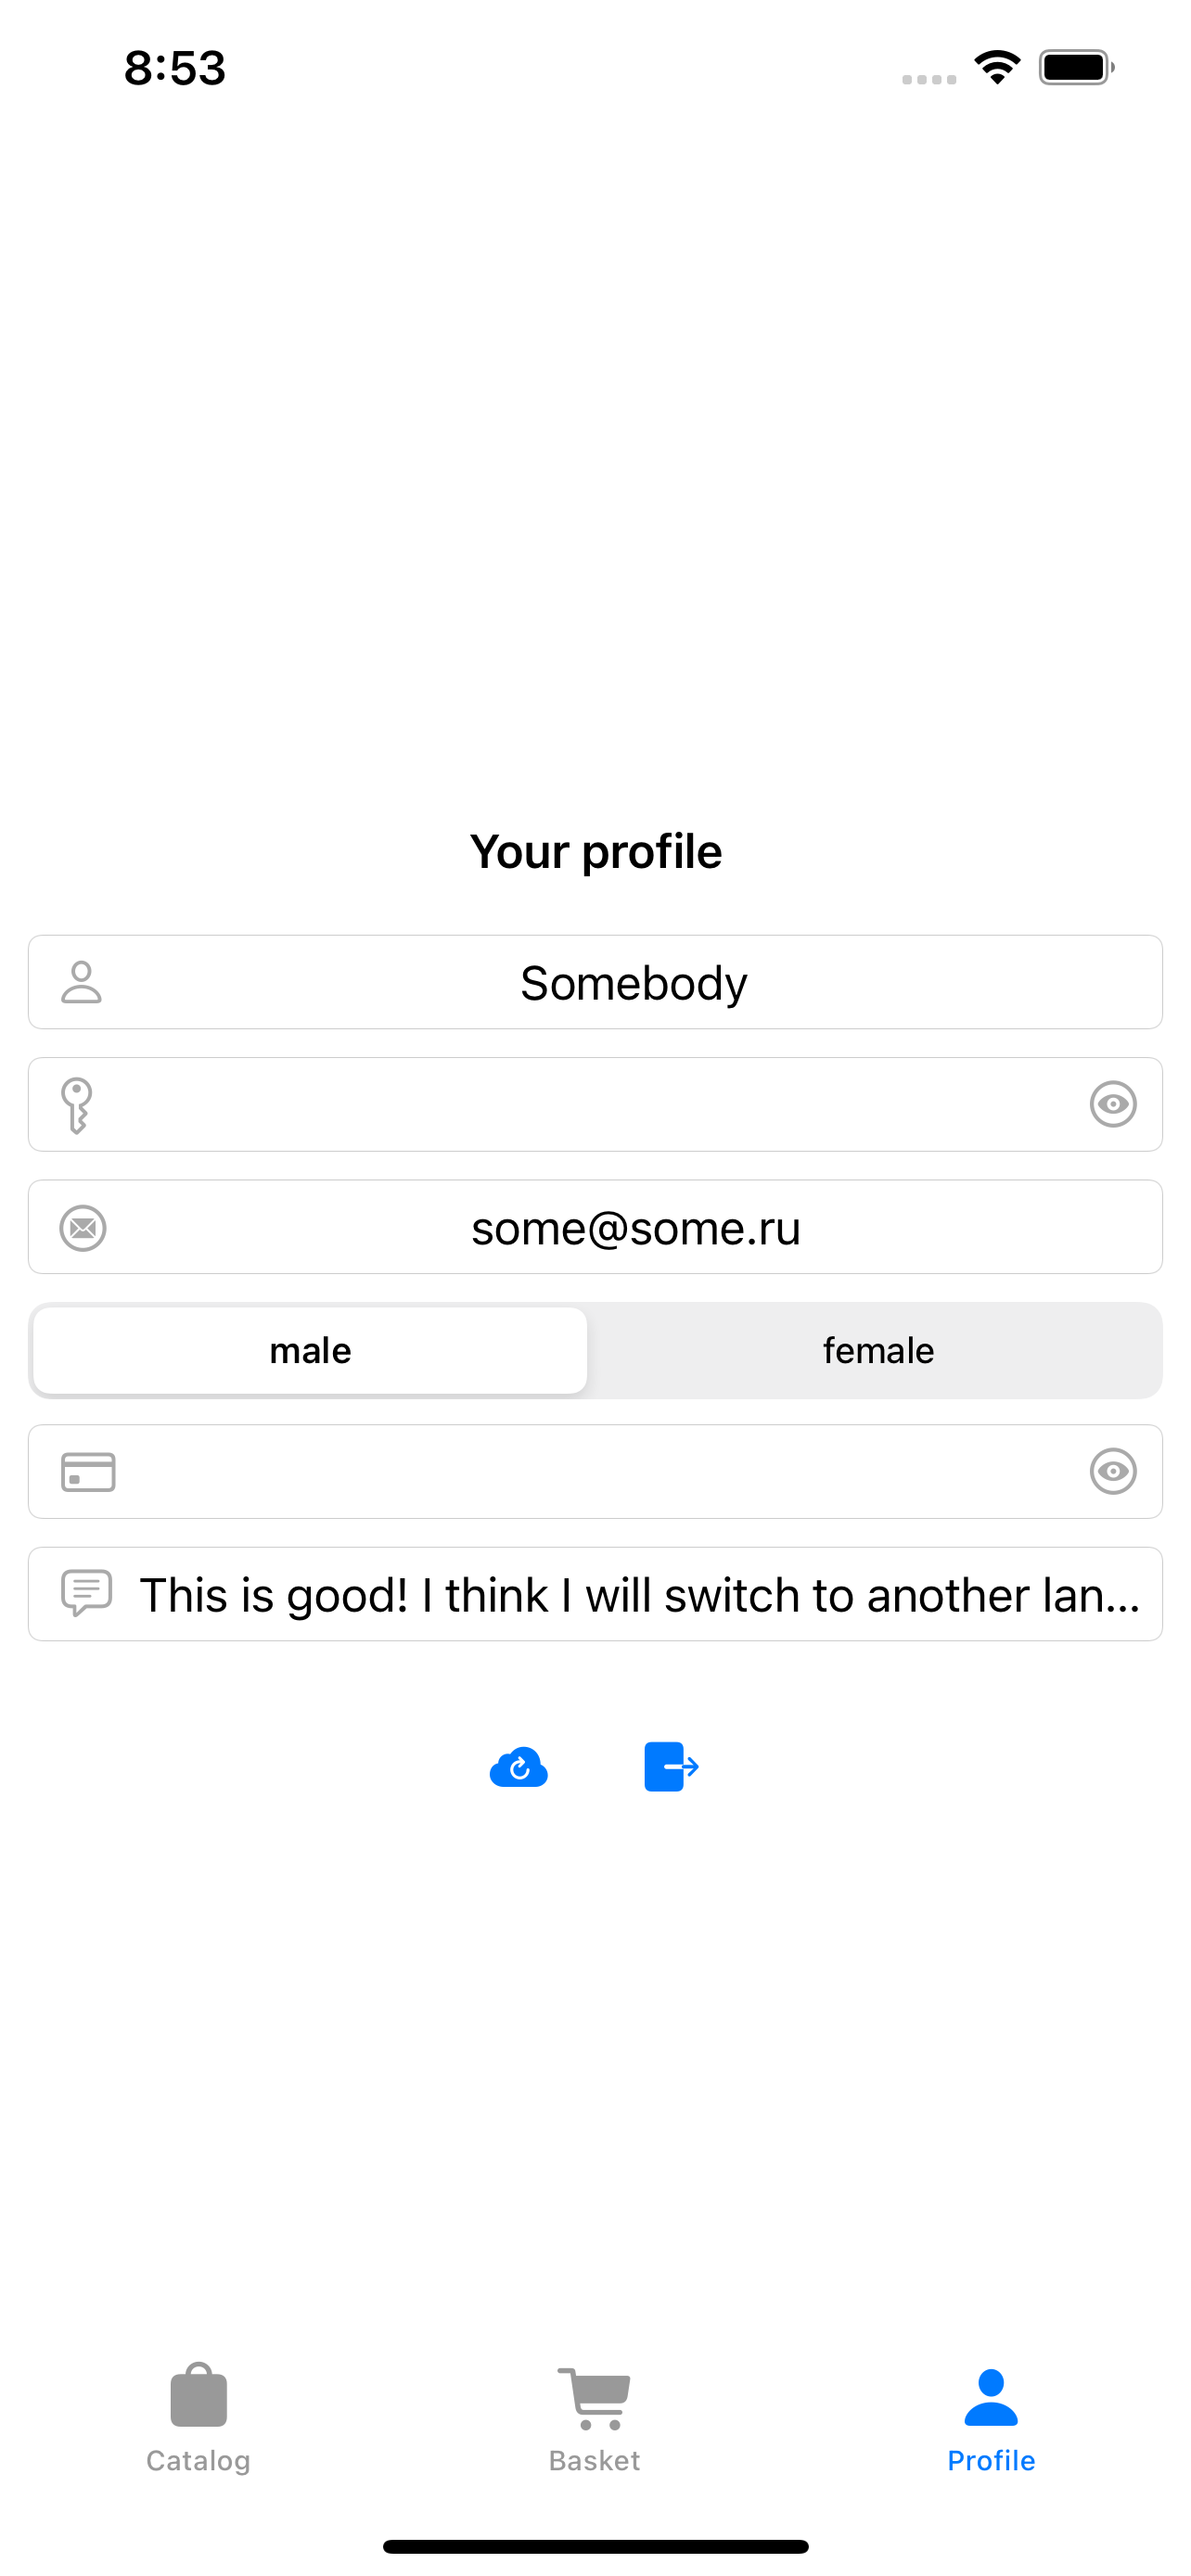 8:53
Your profile
Somebody
some@some.ru
male female
This is good! I think I will switch to another lan...
Catalog Basket Profile